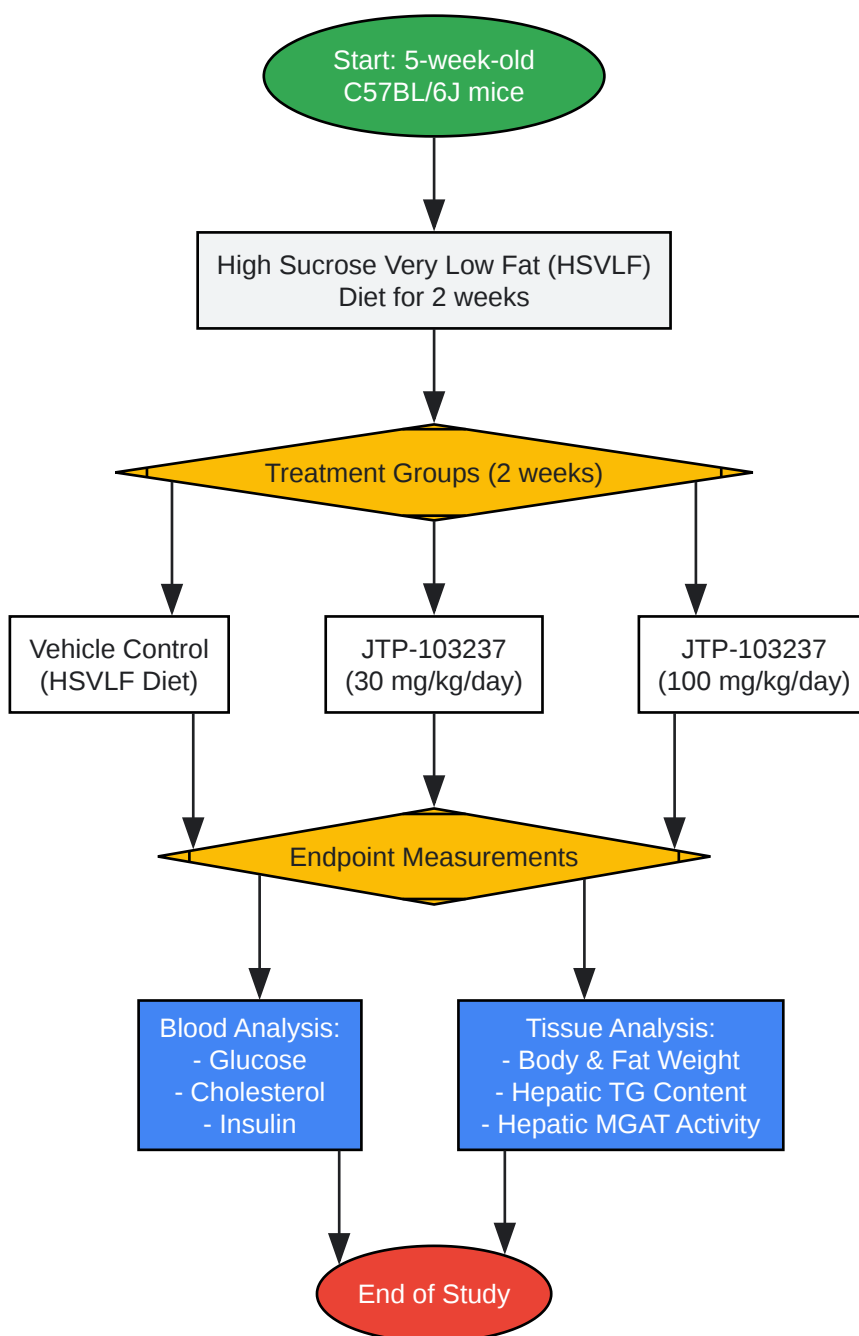 Start: 5-week-old
C57BL/6J mice
High Sucrose Very Low Fat (HSVLF)
Diet for 2 weeks
Treatment Groups (2 weeks)
Vehicle Control
(HSVLF Diet)
JTP-103237
(30 mg/kg/day)
JTP-103237
(100 mg/kg/day)
Endpoint Measurements
Blood Analysis:
- Glucose
- Cholesterol
- Insulin
Tissue Analysis:
- Body & Fat Weight
- Hepatic TG Content
- Hepatic MGAT Activity
End of Study